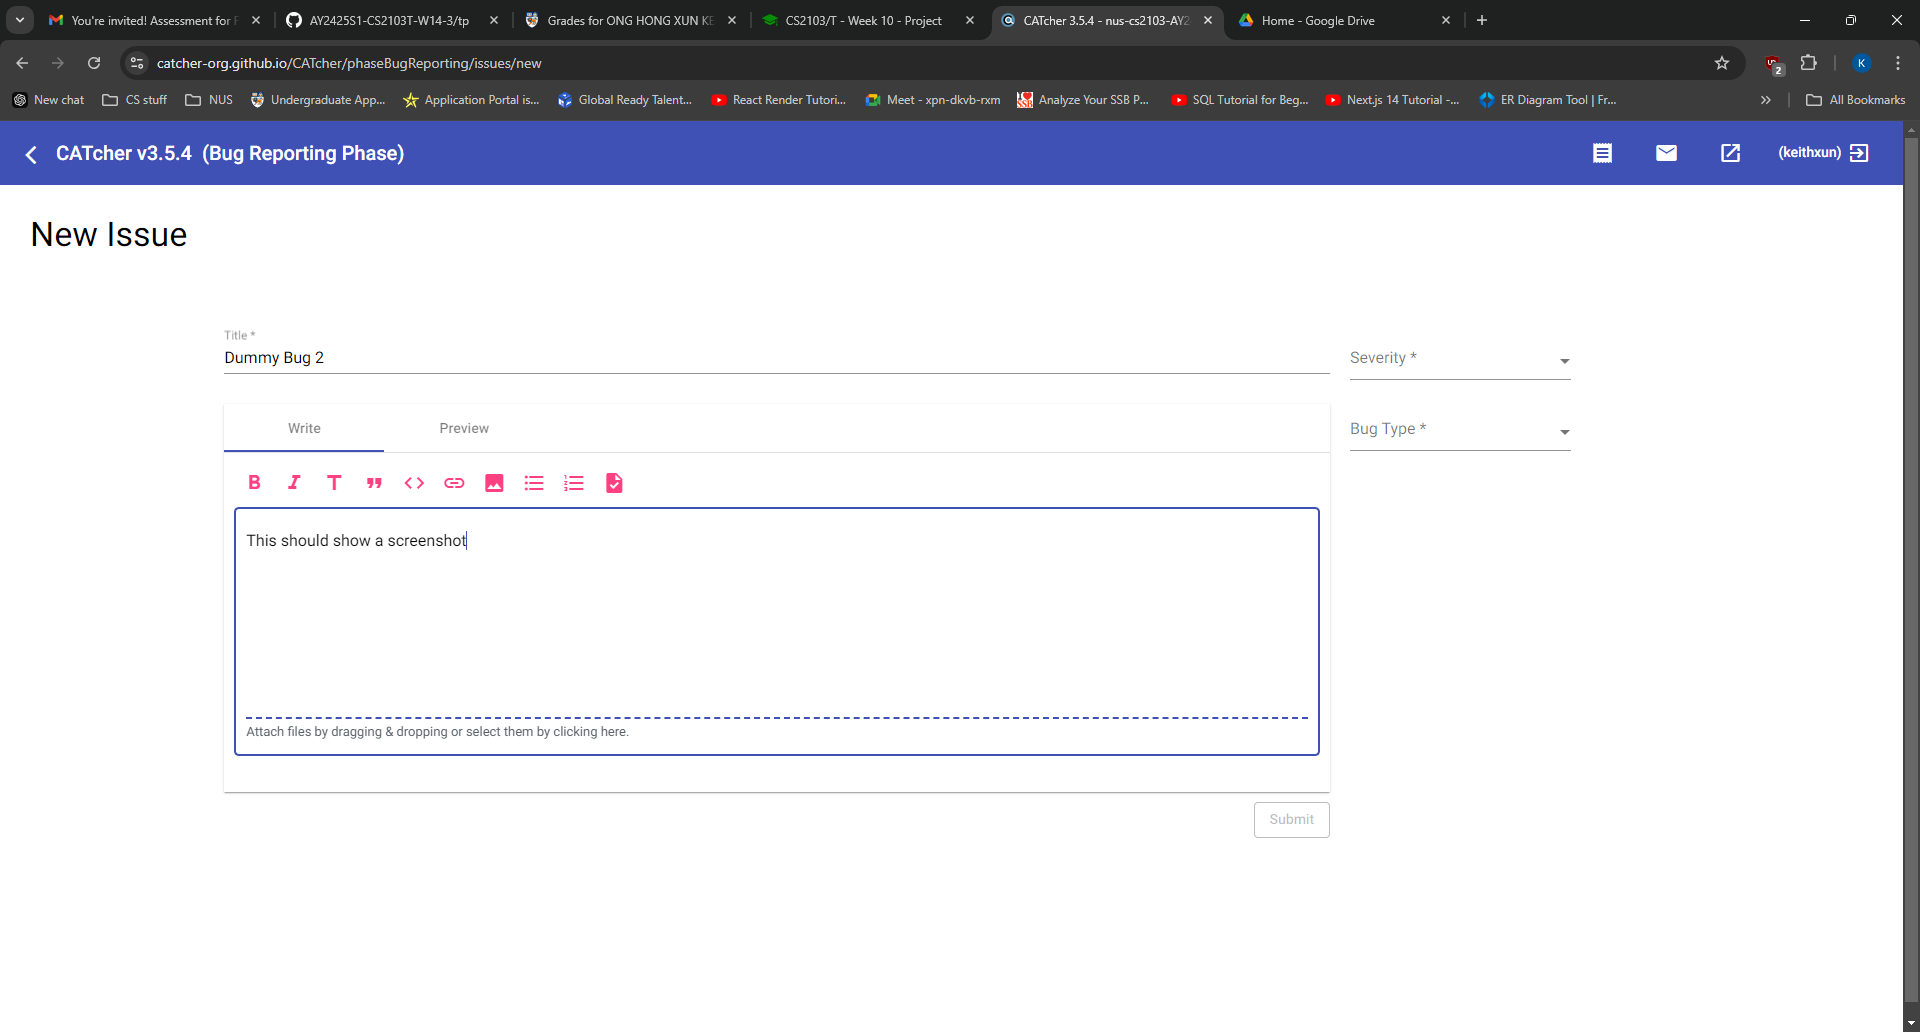 You're invited! Assessment for F
AY2425S1-CS2103T-W14-3/tp
Grades for ONG HONG XUN KE
CS2103/T - Week 10 - Project
CATcher 3.5.4 - nus-cs2103-AY2
Home - Google Drive
catcher-org.github.io/CATcher/phaseBugReporting/issues/new
2
K
New chat
CS stuff
NUS
Undergraduate App...
Application Portal is...
Global Ready Talent...
React Render Tutori...
Meet - xpn-dkvb-rxm
Analyze Your SSB P...
SQL Tutorial for Beg...
Next.js 14 Tutorial -...
ER Diagram Tool | Fr...
All Bookmarks
CATcher v3.5.4 (Bug Reporting Phase)
(keithxun)
New Issue
Title *
Dummy Bug 2
Severity *
Write
Preview
Bug Type *
This should show a screenshot
Attach files by dragging & dropping or select them by clicking here.
Submit